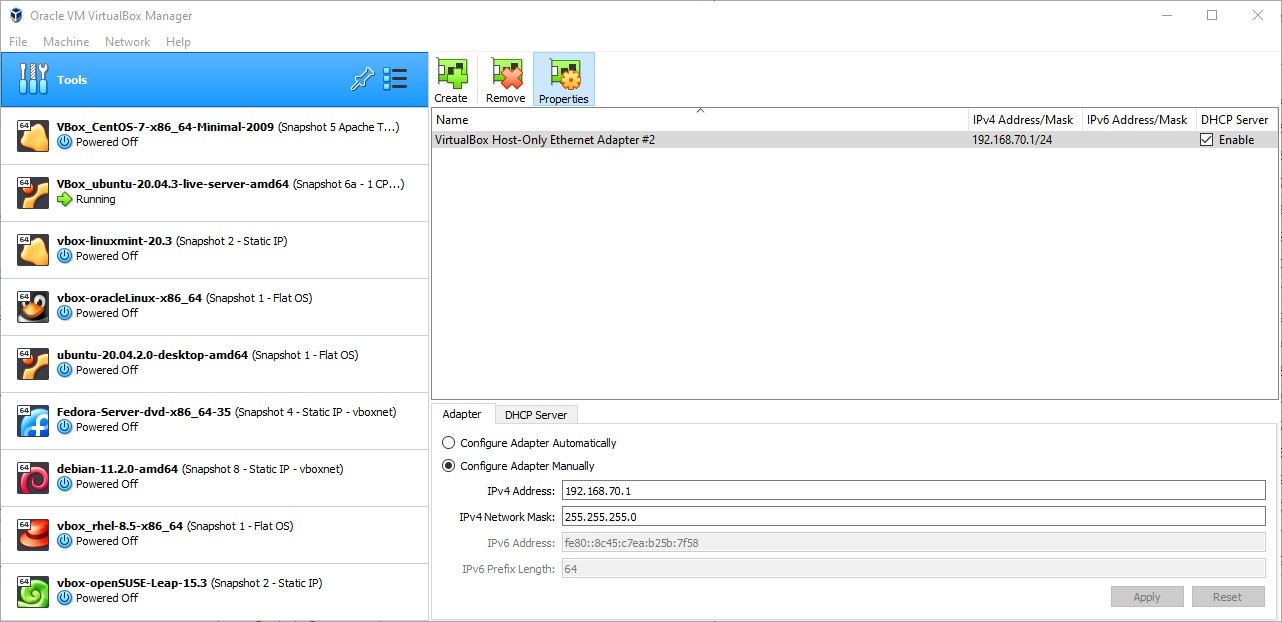 Oracle VM VirtualBox Manager
File Machine Network Help
Tools
Create Remove Properties
Name IPv4 Address/Mask IPv6 Address/Mask DHCP Server
VirtualBox Host-Only Ethernet Adapter #2 192.168.70.1/24 Enable
64
VBox_CentOS-7-x86_64-Minimal-2009 (Snapshot 5 Apache T...)
Powered Off
64
VBox_ubuntu-20.04.3-live-server-amd64 (Snapshot 6a - 1 CP...)
Running
64
vbox-linuxmint-20.3 (Snapshot 2 - Static IP)
Powered Off
64
vbox-oracleLinux-x86_64 (Snapshot 1 - Flat OS)
Powered Off
64
ubuntu-20.04.2.0-desktop-amd64 (Snapshot 1 - Flat OS)
Powered Off
64
Fedora-Server-dvd-x86_64-35 (Snapshot 4 - Static IP - vboxnet)
Powered Off
64
debian-11.2.0-amd64 (Snapshot 8 - Static IP - vboxnet)
Powered Off
64
vbox_rhel-8.5-x86_64 (Snapshot 1 - Flat OS)
Powered Off
64
vbox-openSUSE-Leap-15.3 (Snapshot 2 - Static IP)
Powered Off
Adapter DHCP Server
Configure Adapter Automatically
Configure Adapter Manually
IPv4 Address: 192.168.70.1
IPv4 Network Mask: 255.255.255.0
IPv6 Address: fe80::8c45:c7ea:b25b:7f58
IPv6 Prefix Length: 64
Apply Reset